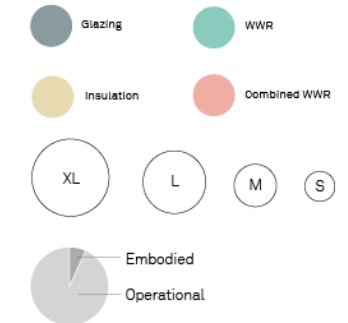 Glazing
WWR
Insulation
Combined WWR
XL
L
M
S
Embodied
Operational